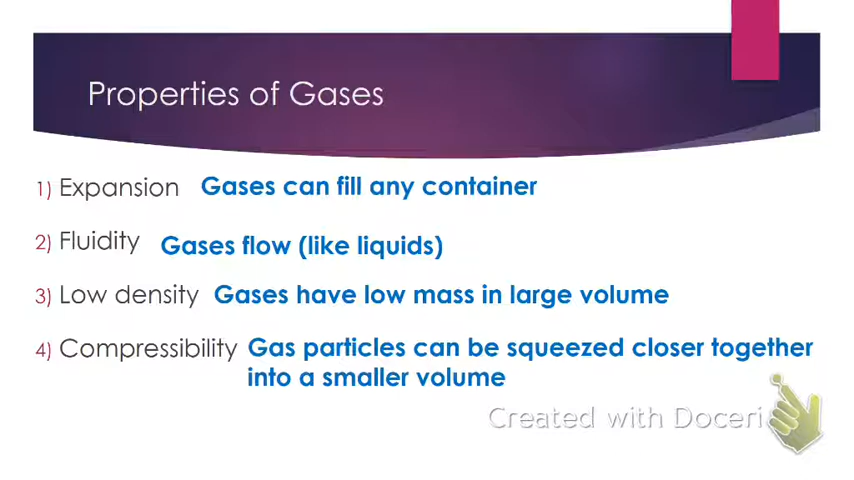 Properties of Gases
1) Expansion Gases can fill any container
2) Fluidity Gases flow (like liquids)
3) Low density Gases have low mass in large volume
4) Compressibility Gas particles can be squeezed closer together
into a smaller volume
Created with Doceri